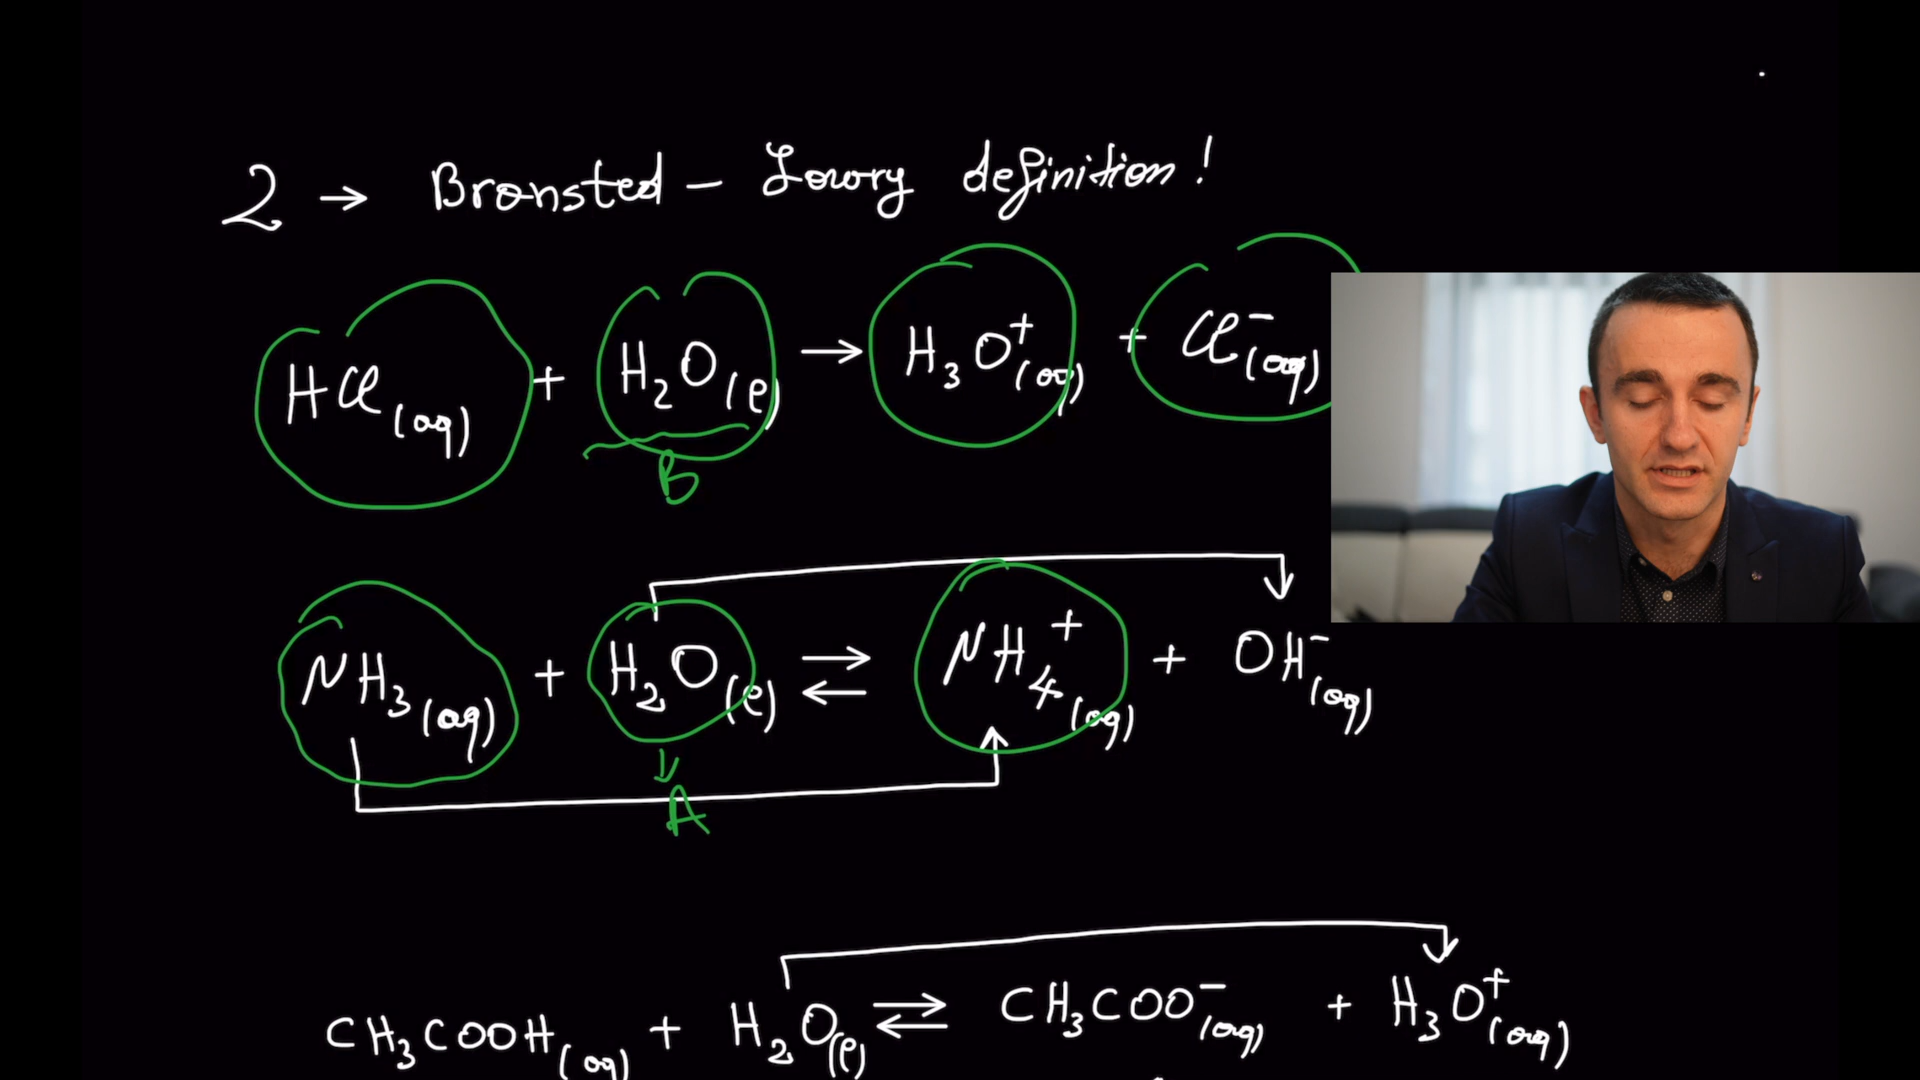 2 → Bronsted – Lowry definition!
HCl(aq) + H₂O(l) → H₃O⁺(aq) + Cl⁻(aq)
B
NH₃(aq) + H₂O(l) ⇌ NH₄⁺(aq) + OH⁻(aq)
A
CH₃COOH(aq) + H₂O(l) ⇌ CH₃COO⁻(aq) + H₃O⁺(aq)